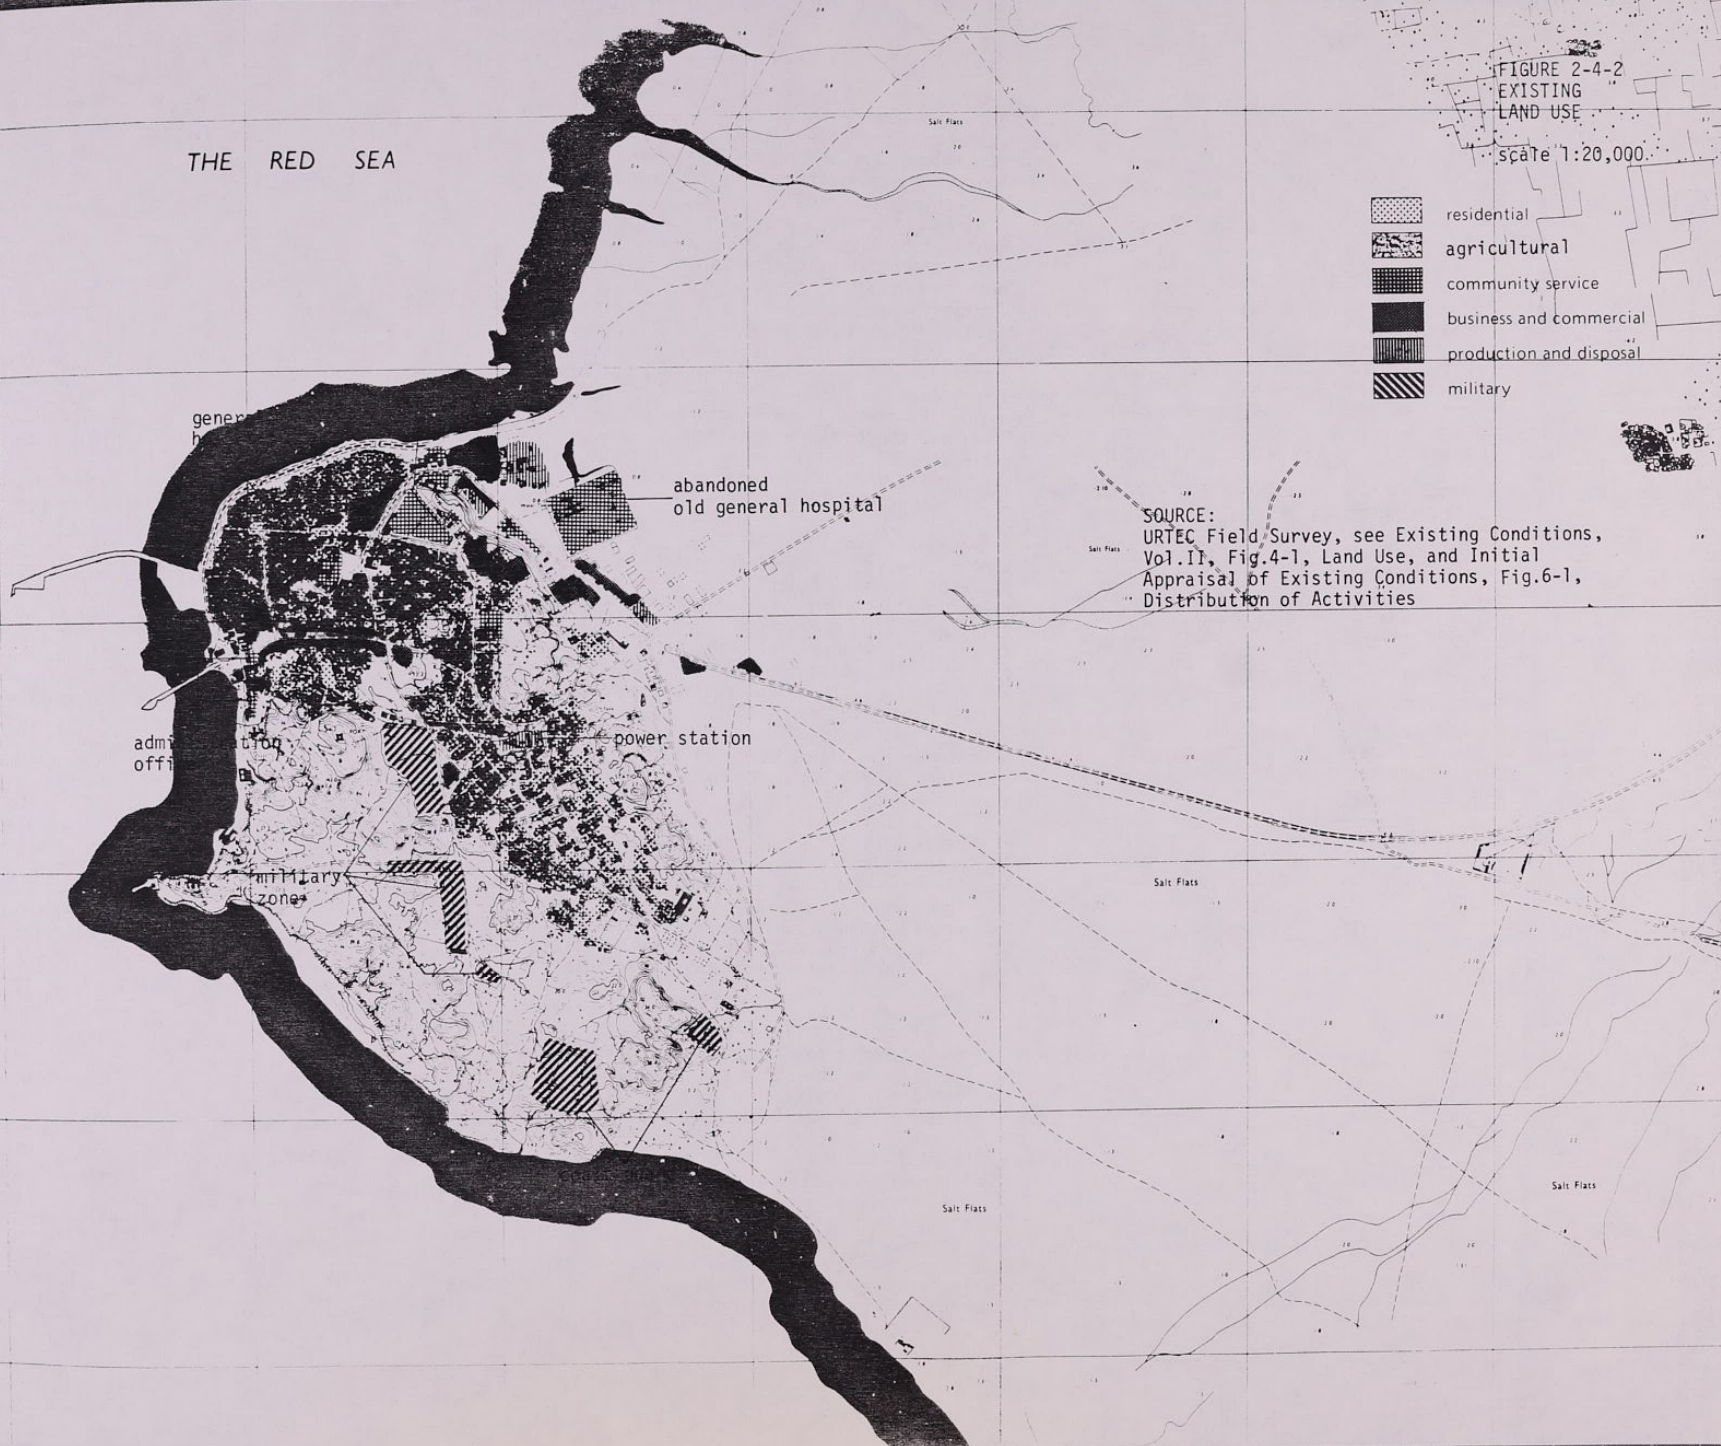 THE RED SEA
FIGURE 2-4-2
EXISTING
LAND USE
scale 1:20,000
residential
agricultural
community service
business and commercial
production and disposal
military
Salt Flats
abandoned
old general hospital
SOURCE:
URTEC Field Survey, see Existing Conditions,
Vol.II, Fig.4-1, Land Use, and Initial
Appraisal of Existing Conditions, Fig.6-1,
Distribution of Activities
Salt Flats
power station
military
zone
Salt Flats
Salt Flats
Salt Flats